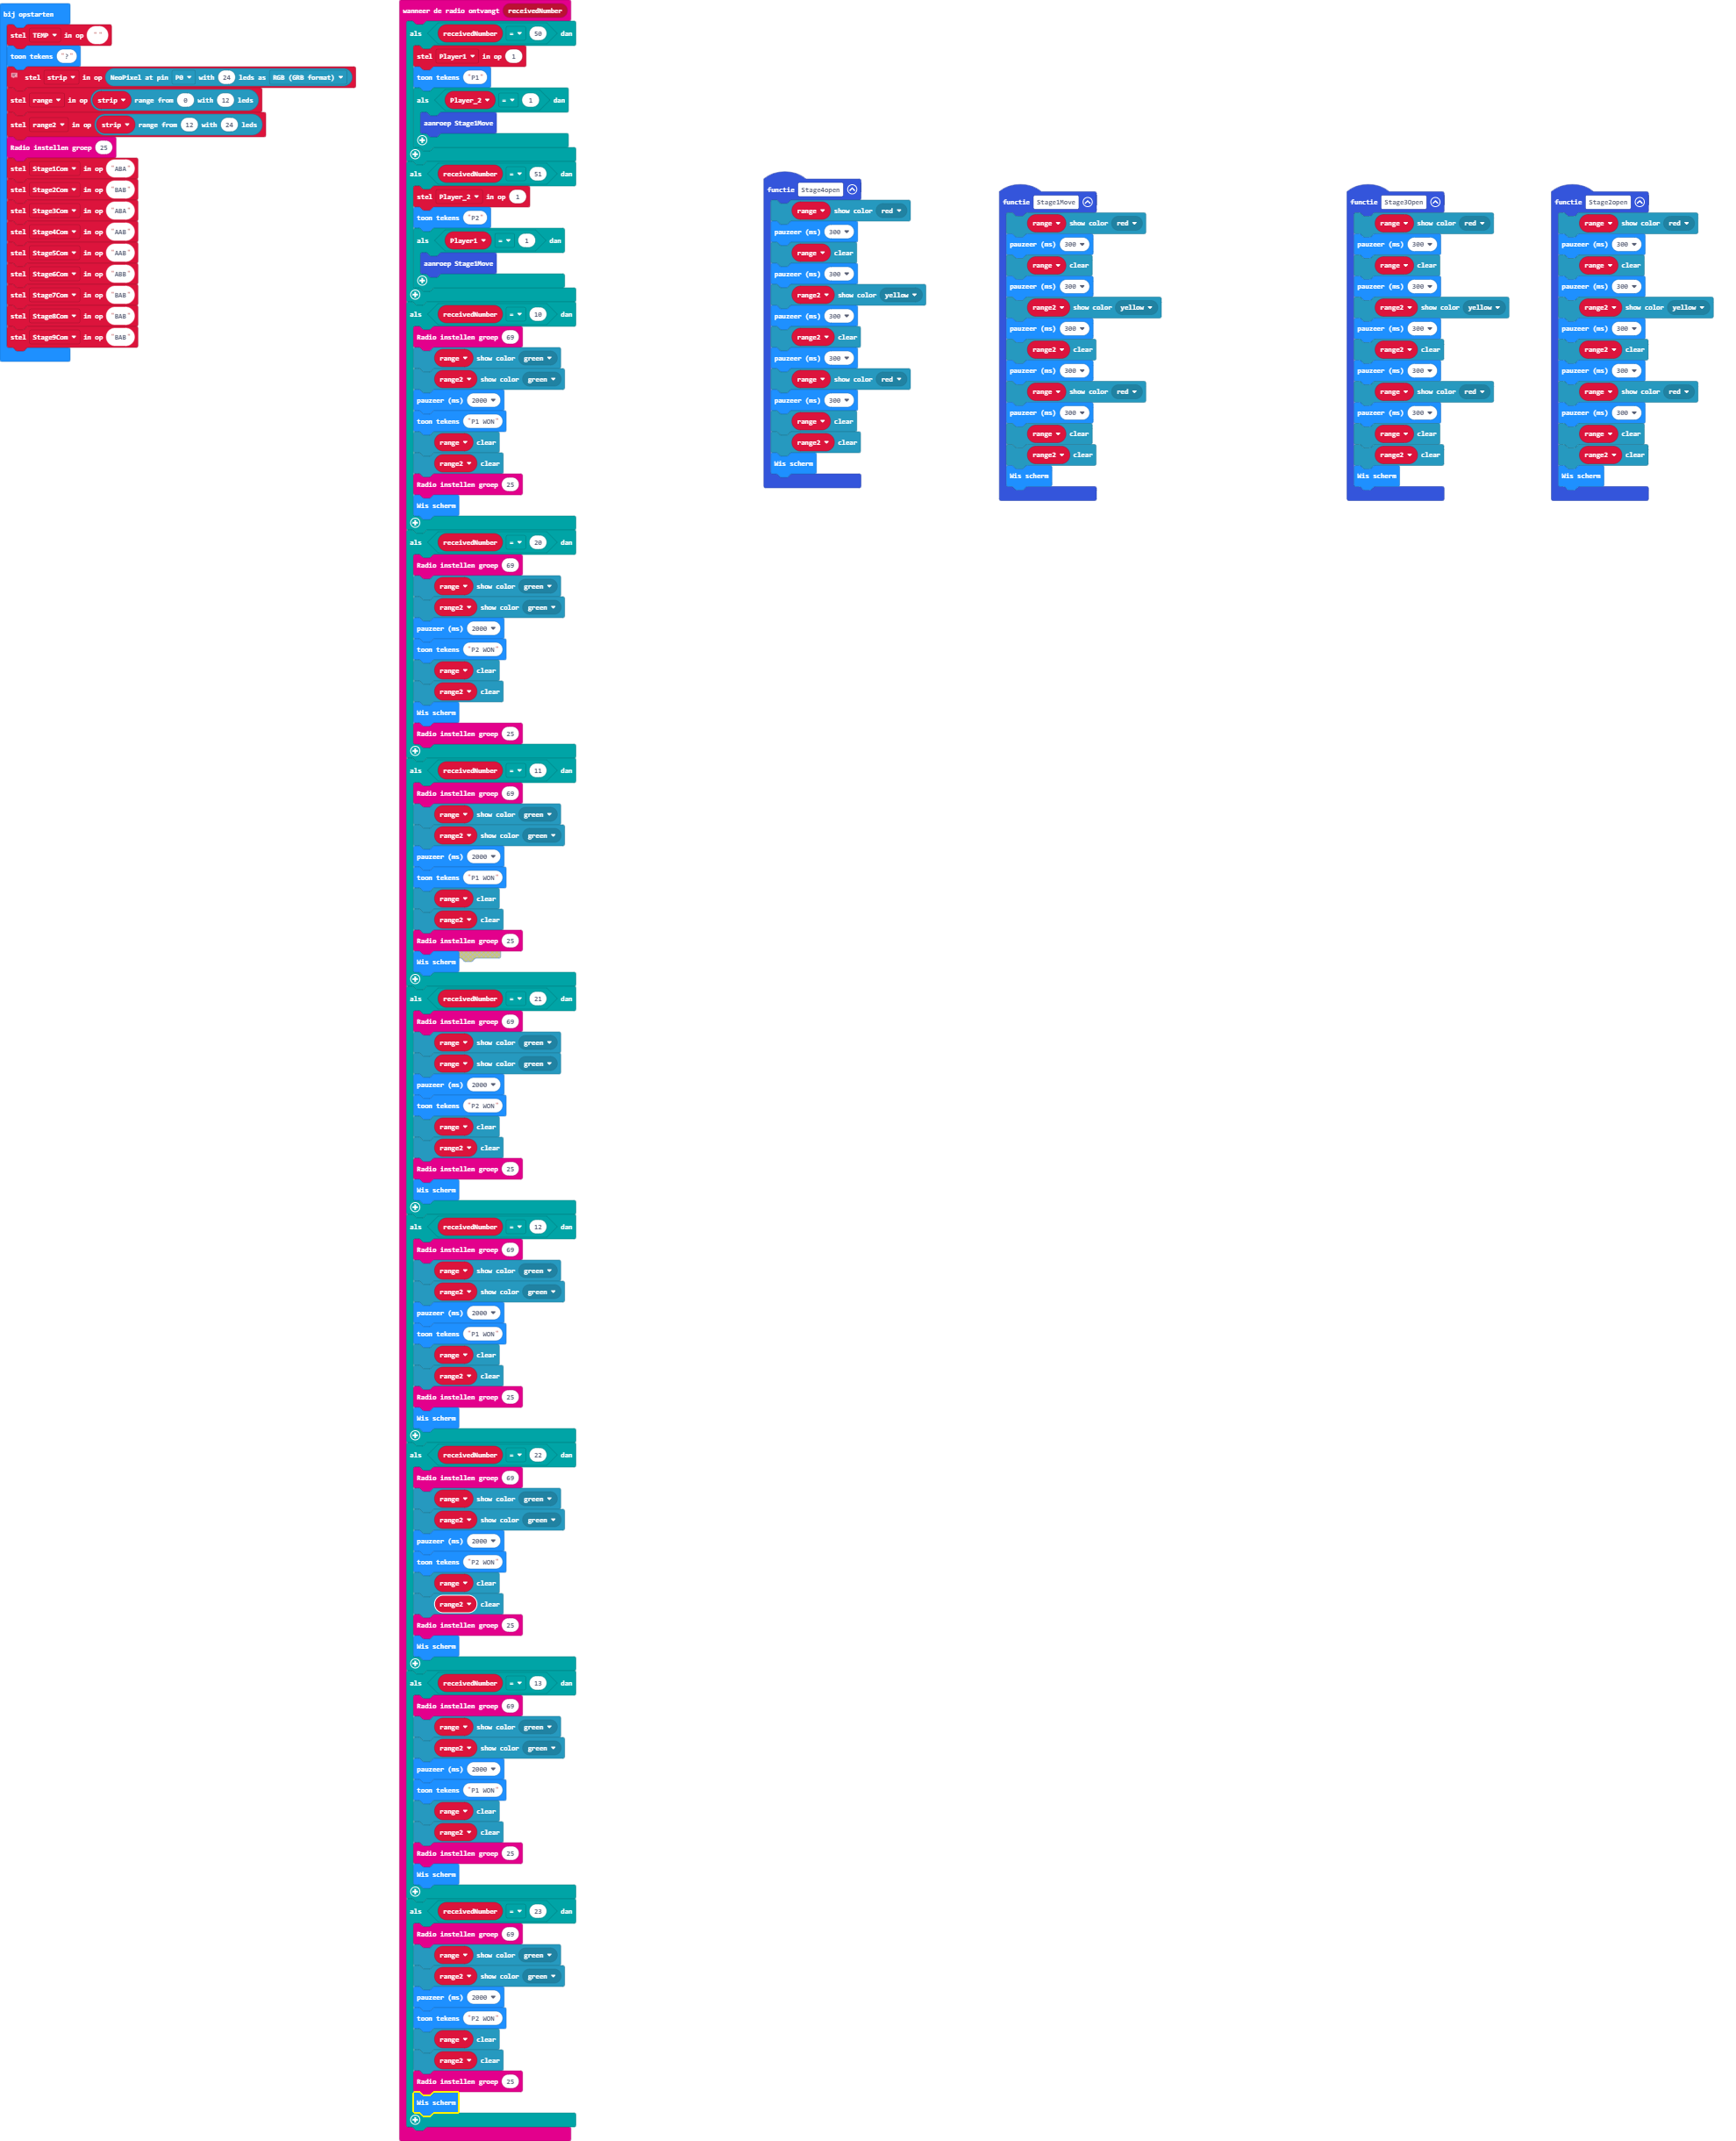 bij opstarten
stel TEMP in op " "
toon tekens "?"
stel strip in op NeoPixel at pin P0 with 24 leds as RGB (GRB format)
stel range in op strip range from 0 with 12 leds
stel range2 in op strip range from 12 with 24 leds
Radio instellen groep 25
stel Stage1Com in op "ABA"
stel Stage2Com in op "BAB"
stel Stage3Com in op "ABA"
stel Stage4Com in op "AAB"
stel Stage5Com in op "AAB"
stel Stage6Com in op "ABB"
stel Stage7Com in op "BAB"
stel Stage8Com in op "BAB"
stel Stage9Com in op "BAB"
wanneer de radio ontvangt receivedNumber
als receivedNumber = 50 dan
stel Player1 in op 1
toon tekens "P1"
als Player_2 = 1 dan
aanroep Stage1Move
als receivedNumber = 51 dan
stel Player_2 in op 1
toon tekens "P2"
als Player1 = 1 dan
aanroep Stage1Move
als receivedNumber = 10 dan
Radio instellen groep 69
range show color green
range2 show color green
pauzeer (ms) 2000
toon tekens "P1 WON"
range clear
range2 clear
Radio instellen groep 25
Wis scherm
als receivedNumber = 20 dan
Radio instellen groep 69
range show color green
range2 show color green
pauzeer (ms) 2000
toon tekens "P2 WON"
range clear
range2 clear
Wis scherm
Radio instellen groep 25
als receivedNumber = 11 dan
Radio instellen groep 69
range show color green
range2 show color green
pauzeer (ms) 2000
toon tekens "P1 WON"
range clear
range2 clear
Radio instellen groep 25
Wis scherm
als receivedNumber = 21 dan
Radio instellen groep 69
range show color green
range show color green
pauzeer (ms) 2000
toon tekens "P2 WON"
range clear
range2 clear
Radio instellen groep 25
Wis scherm
als receivedNumber = 12 dan
Radio instellen groep 69
range show color green
range2 show color green
pauzeer (ms) 2000
toon tekens "P1 WON"
range clear
range2 clear
Radio instellen groep 25
Wis scherm
als receivedNumber = 22 dan
Radio instellen groep 69
range show color green
range2 show color green
pauzeer (ms) 2000
toon tekens "P2 WON"
range clear
range2 clear
Radio instellen groep 25
Wis scherm
als receivedNumber = 13 dan
Radio instellen groep 69
range show color green
range2 show color green
pauzeer (ms) 2000
toon tekens "P1 WON"
range clear
range2 clear
Radio instellen groep 25
Wis scherm
als receivedNumber = 23 dan
Radio instellen groep 69
range show color green
range2 show color green
pauzeer (ms) 2000
toon tekens "P2 WON"
range clear
range2 clear
Radio instellen groep 25
Wis scherm
functie Stage4open
range show color red
pauzeer (ms) 300
range clear
pauzeer (ms) 300
range2 show color yellow
pauzeer (ms) 300
range2 clear
pauzeer (ms) 300
range show color red
pauzeer (ms) 300
range clear
range2 clear
Wis scherm
functie Stage1Move
range show color red
pauzeer (ms) 300
range clear
pauzeer (ms) 300
range2 show color yellow
pauzeer (ms) 300
range2 clear
pauzeer (ms) 300
range show color red
pauzeer (ms) 300
range clear
range2 clear
Wis scherm
functie Stage3Open
range show color red
pauzeer (ms) 300
range clear
pauzeer (ms) 300
range2 show color yellow
pauzeer (ms) 300
range2 clear
pauzeer (ms) 300
range show color red
pauzeer (ms) 300
range clear
range2 clear
Wis scherm
functie Stage2open
range show color red
pauzeer (ms) 300
range clear
pauzeer (ms) 300
range2 show color yellow
pauzeer (ms) 300
range2 clear
pauzeer (ms) 300
range show color red
pauzeer (ms) 300
range clear
range2 clear
Wis scherm